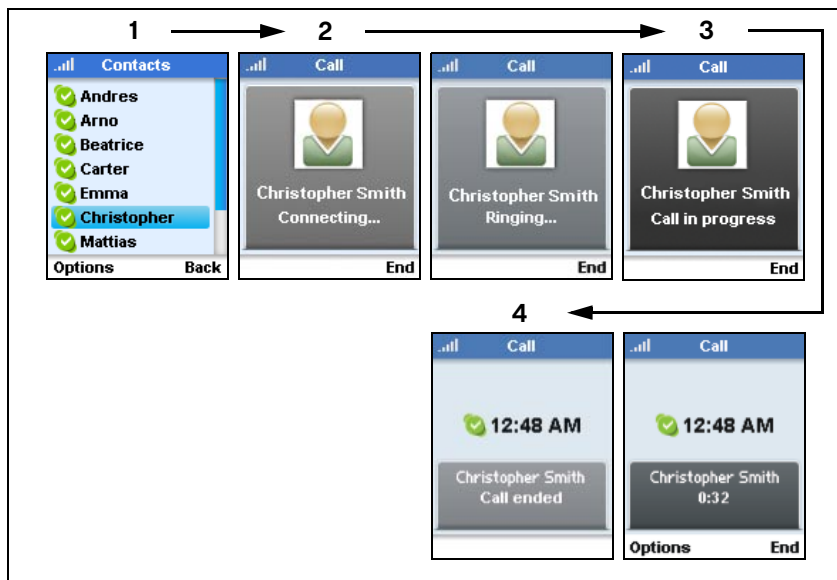 1
2
3
Contacts
Andres
Arno
Beatrice
Carter
Emma
Christopher
Mattias
Options Back
Call
Christopher Smith
Connecting...
End
Call
Christopher Smith
Ringing...
End
Call
Christopher Smith
Call in progress
End
4
Call
12:48 AM
Christopher Smith
Call ended
Call
12:48 AM
Christopher Smith
0:32
Options End